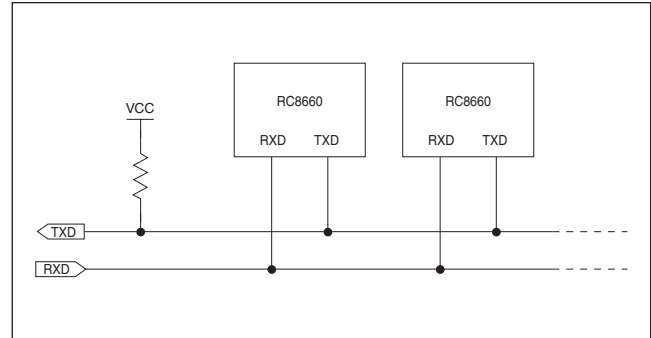 RC8660
RC8660
VCC
RXD TXD
RXD TXD
TXD
RXD